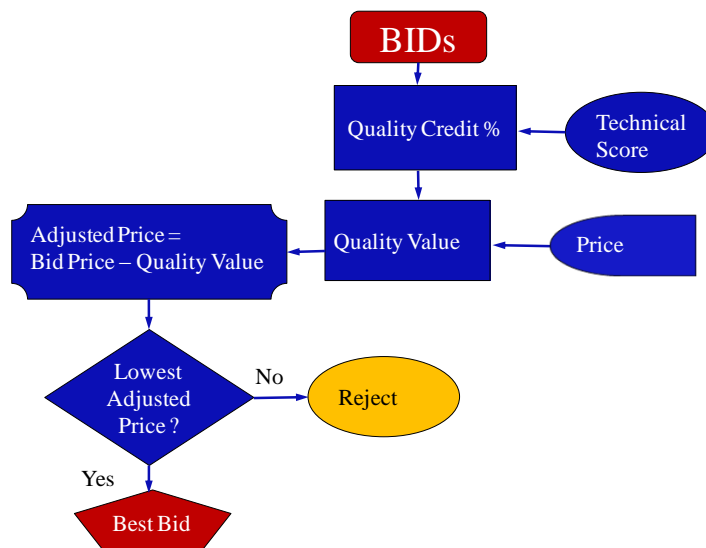 BIDs
Quality Credit %
Technical
Score
Adjusted Price =
Bid Price – Quality Value
Quality Value
Price
Lowest
Adjusted
Price ?
No
Reject
Yes
Best Bid